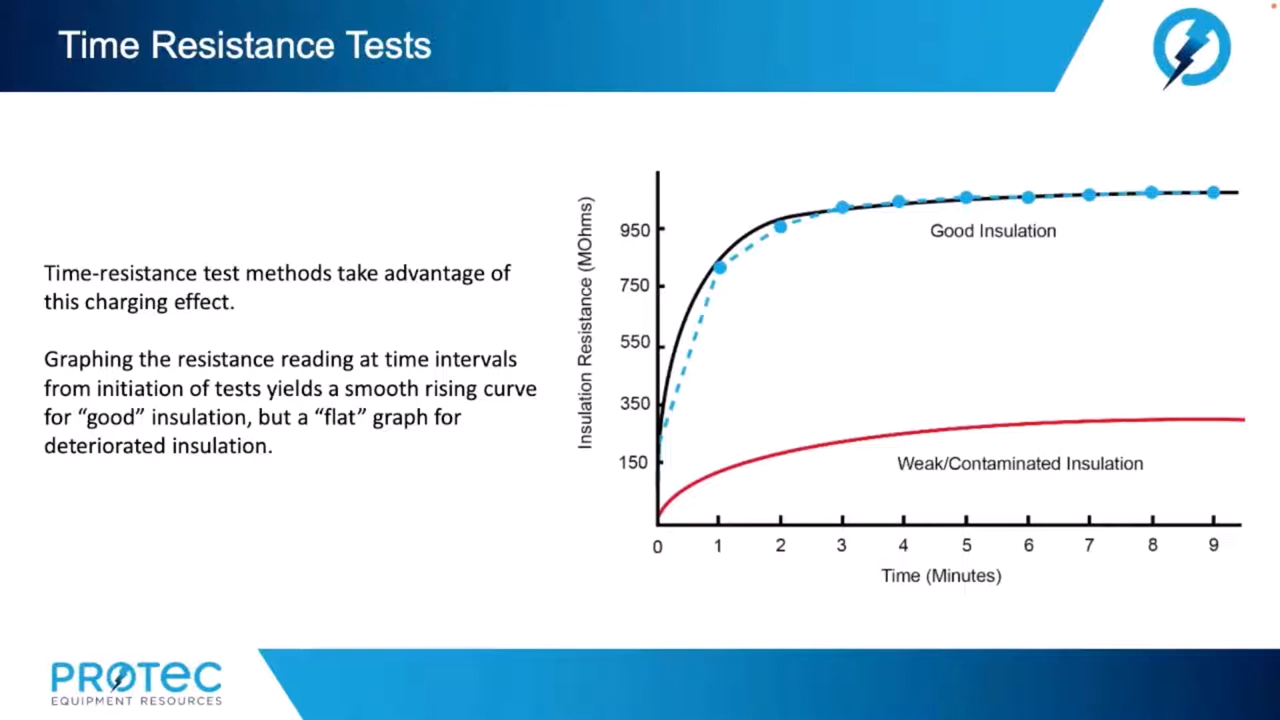 Time Resistance Tests
Time-resistance test methods take advantage of
this charging effect.
Graphing the resistance reading at time intervals
from initiation of tests yields a smooth rising curve
for “good” insulation, but a “flat” graph for
deteriorated insulation.
Insulation Resistance (MOhms)
950
750
550
350
150
Good Insulation
Weak/Contaminated Insulation
0 1 2 3 4 5 6 7 8 9
Time (Minutes)
PROTEC
EQUIPMENT RESOURCES